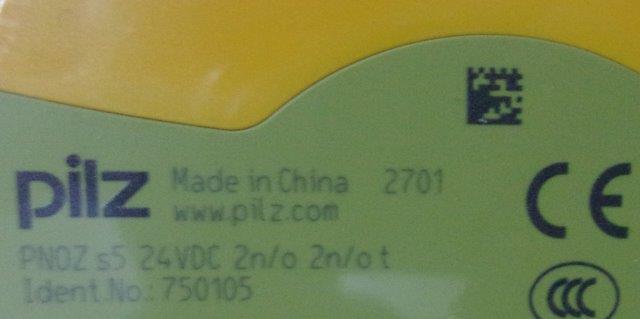 pilz Made in China 2701
www.pilz.com
PNOZ s5 24VDC 2n/o 2n/o t
Ident.No.: 750105
CE
CCC